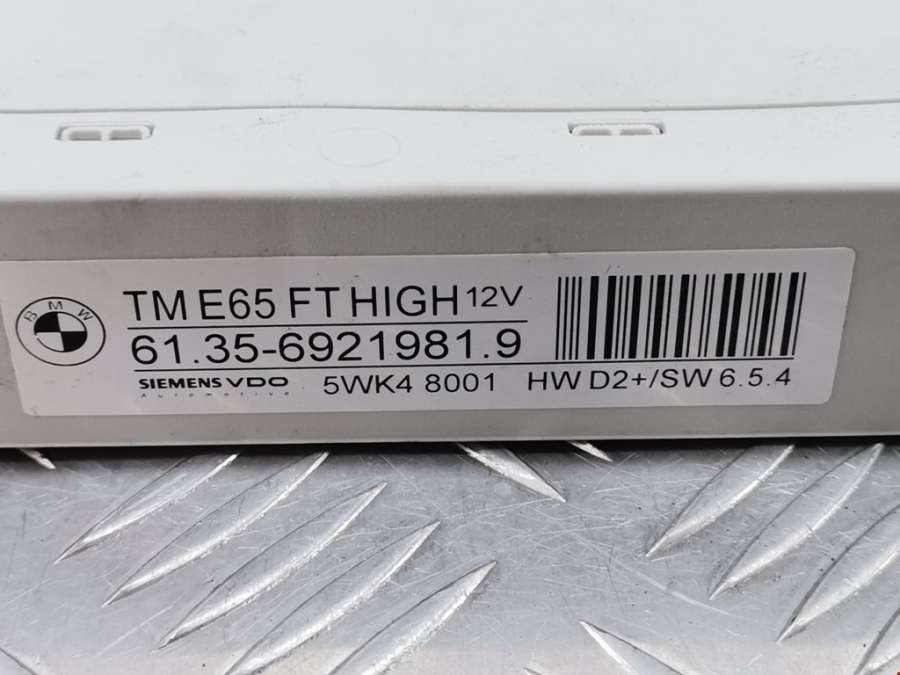 BMW
TM E65 FT HIGH 12V
61.35-6921981.9
SIEMENS VDO 5WK4 8001 HW D2+/SW 6.5.4
Automotive